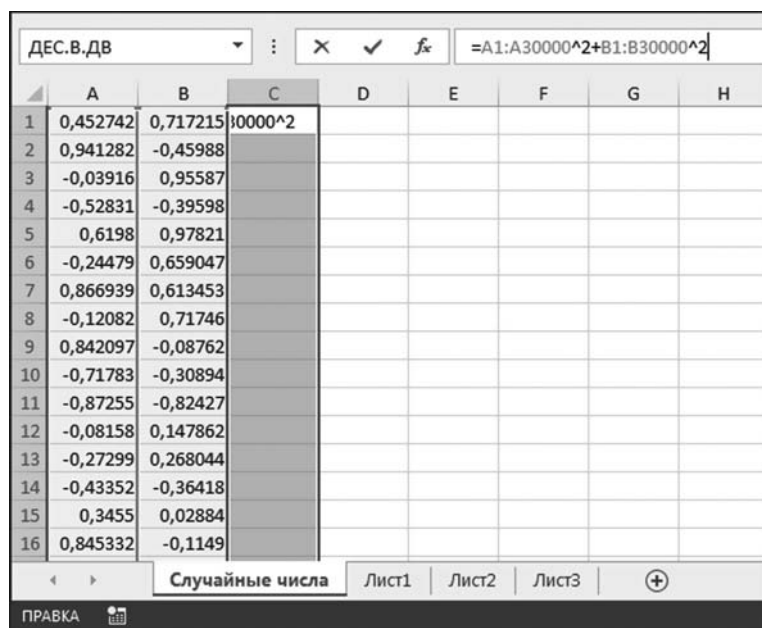 ДЕС.В.ДВ fx =A1:A30000^2+B1:B30000^2
A B C D E F G H
1 0,452742 0,717215 30000^2
2 0,941282 -0,45988
3 -0,03916 0,95587
4 -0,52831 -0,39598
5 0,6198 0,97821
6 -0,24479 0,659047
7 0,866939 0,613453
8 -0,12082 0,71746
9 0,842097 -0,08762
10 -0,71783 -0,30894
11 -0,87255 -0,82427
12 -0,08158 0,147862
13 -0,27299 0,268044
14 -0,43352 -0,36418
15 0,3455 0,02884
16 0,845332 -0,1149
Случайные числа Лист1 Лист2 Лист3
ПРАВКА